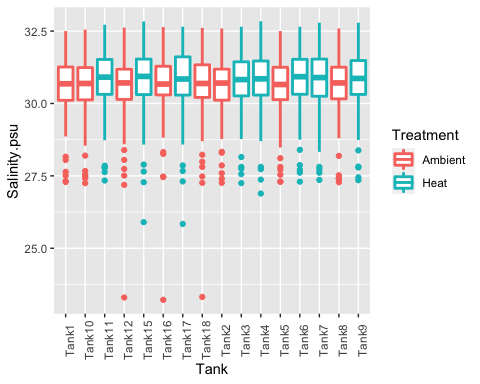 32.5
30.0
27.5
25.0
Salinity.psu
Tank1
Tank10
Tank11
Tank12
Tank15
Tank16
Tank17
Tank18
Tank2
Tank3
Tank4
Tank5
Tank6
Tank7
Tank8
Tank9
Tank
Treatment
Ambient
Heat